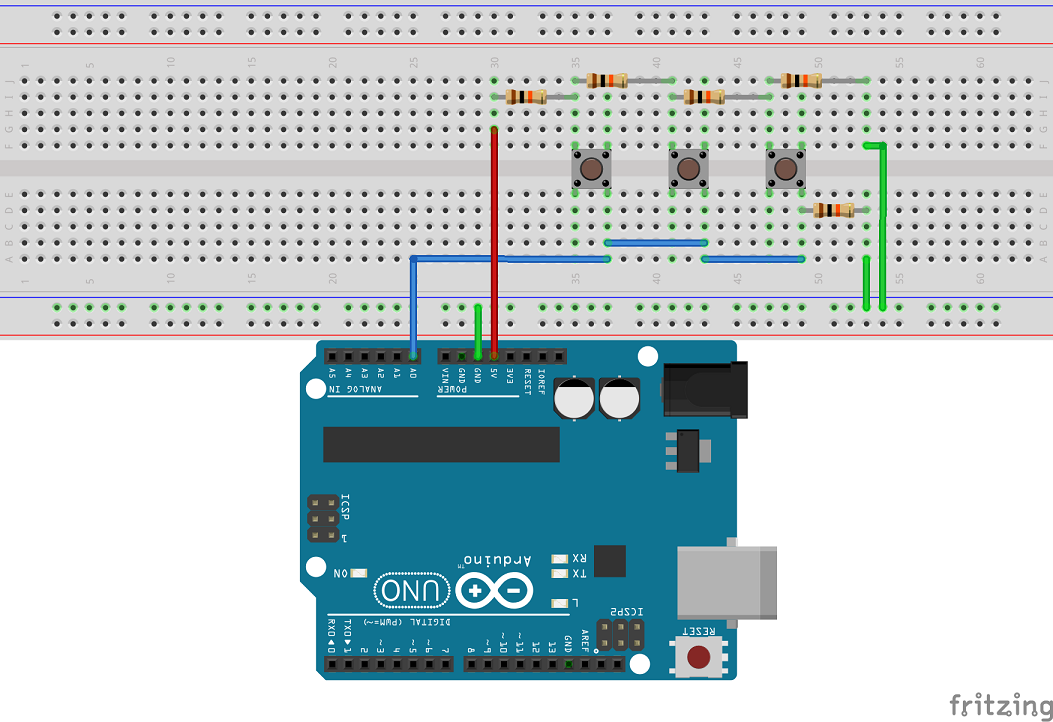 1 5 10 15 20 25 30 35 40 45 50 55 60
J
I
H
G
F
E
D
C
B
A
1 5 10 15 20 25 30 35 40 45 50 55 60
A5 A4 A3 A2 A1 A0 VIN GND GND 5V 3V3 RESET IOREF
ANALOG IN POWER
ICSP
1
Arduino
TM
RX
TX
ON
UNO
L
ICSP2
DIGITAL (PWM=~)
RESET
RX0 TX0 AREF
0 1 2 ~3 4 ~5 ~6 7 8 ~9 ~10 ~11 12 13 GND
fritzing